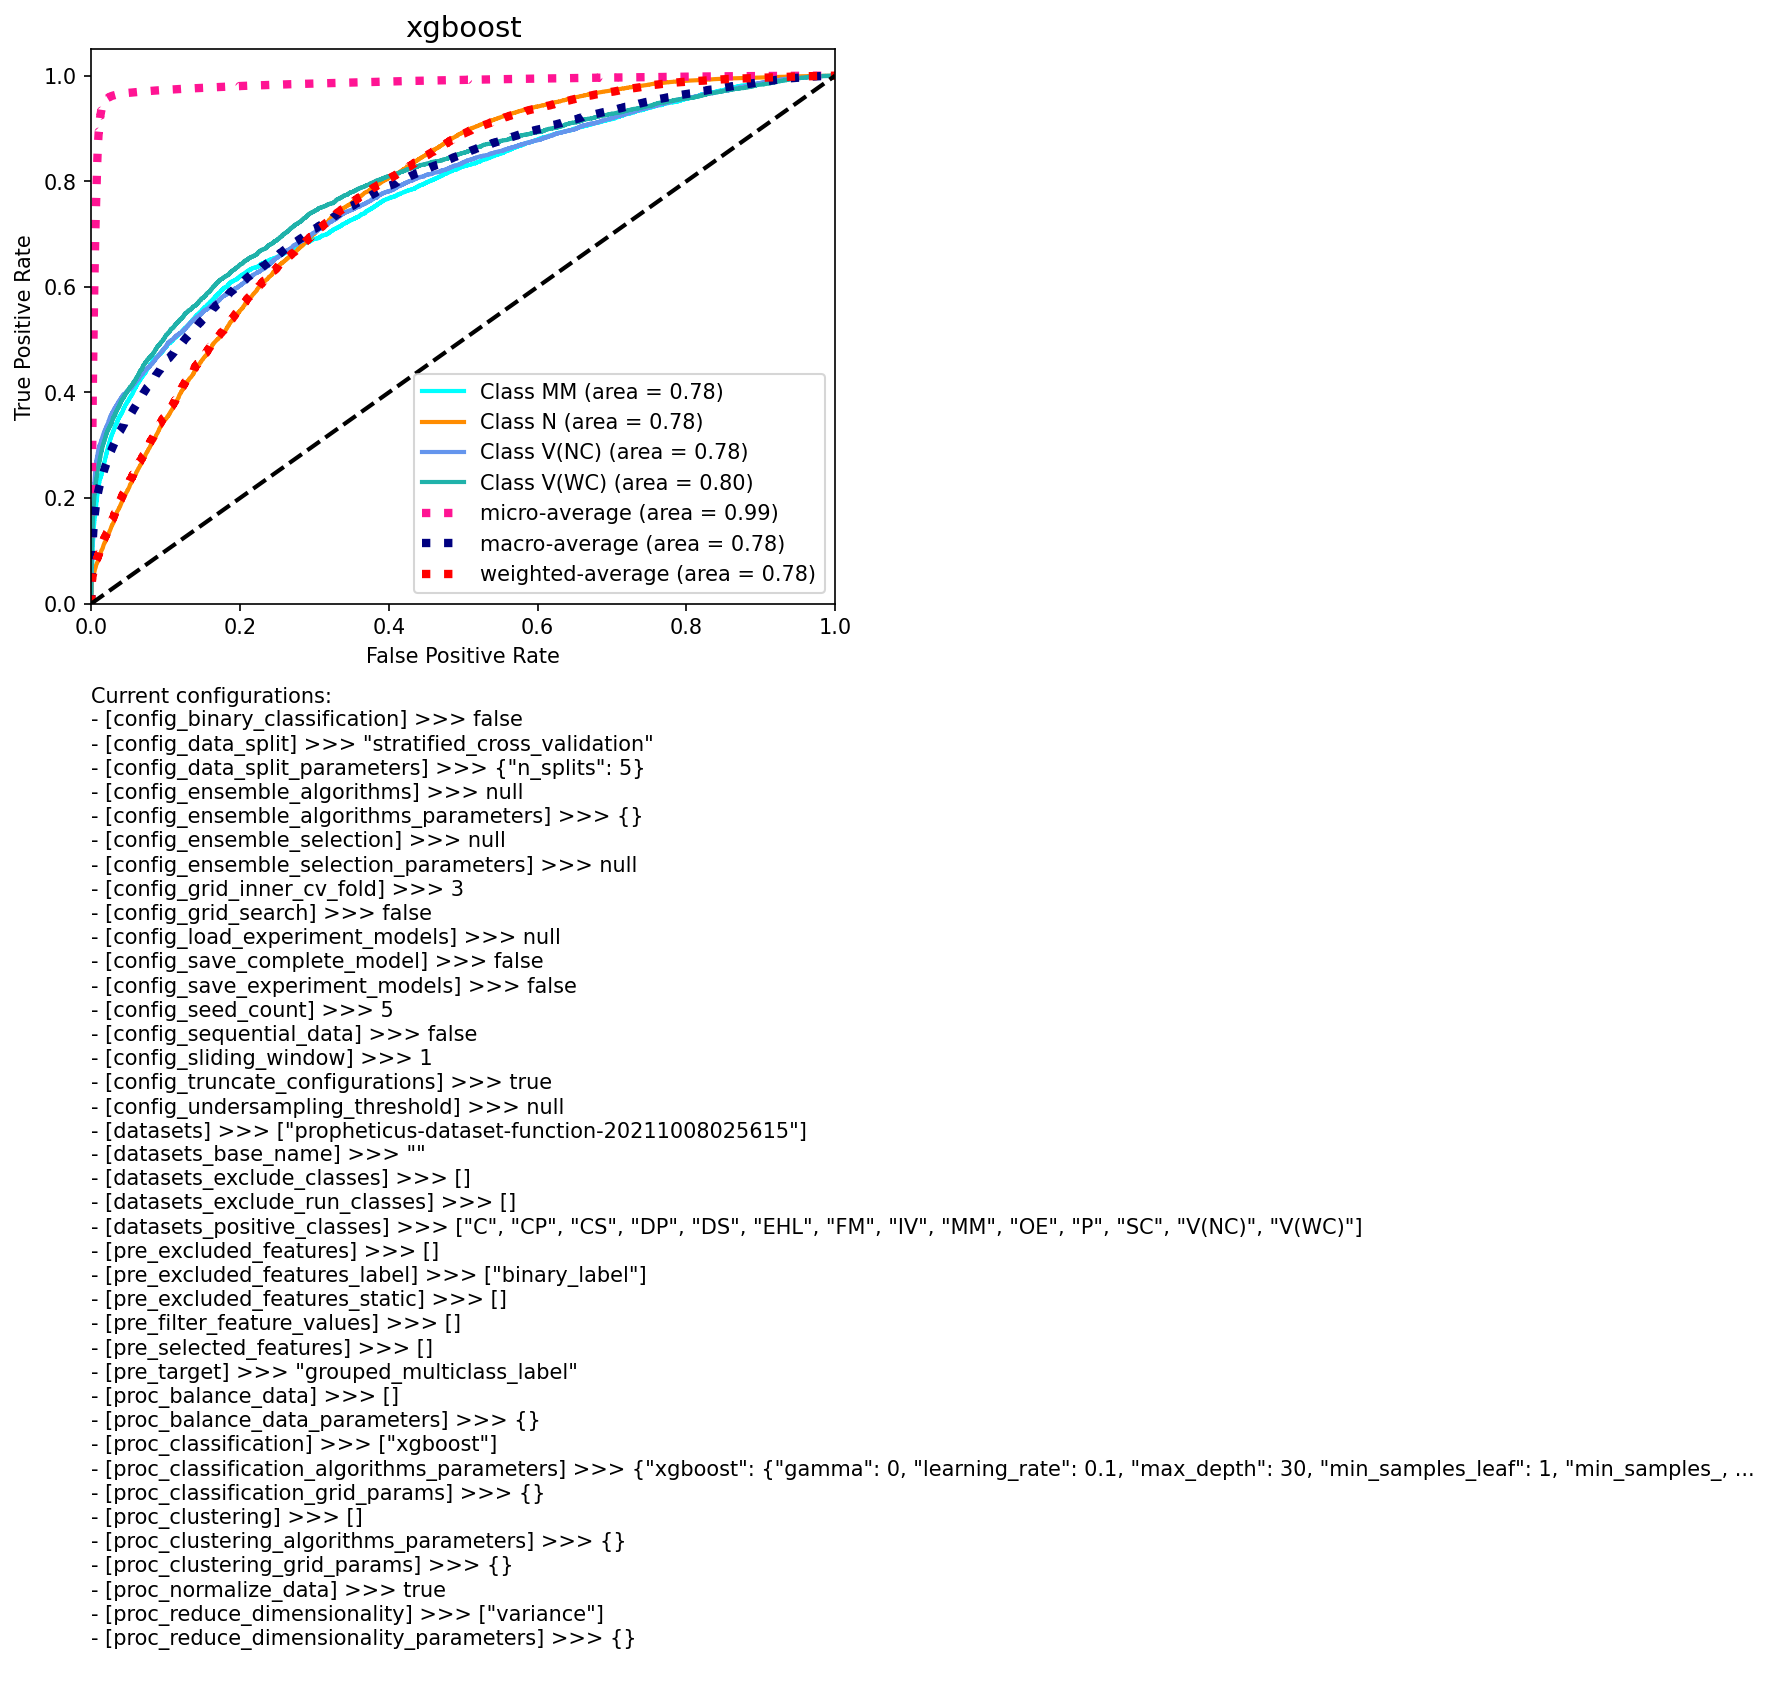 xgboost
1.0
0.8
0.6
0.4
0.2
0.0
True Positive Rate
0.0 0.2 0.4 0.6 0.8 1.0
False Positive Rate
Class MM (area = 0.78)
Class N (area = 0.78)
Class V(NC) (area = 0.78)
Class V(WC) (area = 0.80)
micro-average (area = 0.99)
macro-average (area = 0.78)
weighted-average (area = 0.78)
Current configurations:
- [config_binary_classification] >>> false
- [config_data_split] >>> "stratified_cross_validation"
- [config_data_split_parameters] >>> {"n_splits": 5}
- [config_ensemble_algorithms] >>> null
- [config_ensemble_algorithms_parameters] >>> {}
- [config_ensemble_selection] >>> null
- [config_ensemble_selection_parameters] >>> null
- [config_grid_inner_cv_fold] >>> 3
- [config_grid_search] >>> false
- [config_load_experiment_models] >>> null
- [config_save_complete_model] >>> false
- [config_save_experiment_models] >>> false
- [config_seed_count] >>> 5
- [config_sequential_data] >>> false
- [config_sliding_window] >>> 1
- [config_truncate_configurations] >>> true
- [config_undersampling_threshold] >>> null
- [datasets] >>> ["propheticus-dataset-function-20211008025615"]
- [datasets_base_name] >>> ""
- [datasets_exclude_classes] >>> []
- [datasets_exclude_run_classes] >>> []
- [datasets_positive_classes] >>> ["C", "CP", "CS", "DP", "DS", "EHL", "FM", "IV", "MM", "OE", "P", "SC", "V(NC)", "V(WC)"]
- [pre_excluded_features] >>> []
- [pre_excluded_features_label] >>> ["binary_label"]
- [pre_excluded_features_static] >>> []
- [pre_filter_feature_values] >>> []
- [pre_selected_features] >>> []
- [pre_target] >>> "grouped_multiclass_label"
- [proc_balance_data] >>> []
- [proc_balance_data_parameters] >>> {}
- [proc_classification] >>> ["xgboost"]
- [proc_classification_algorithms_parameters] >>> {"xgboost": {"gamma": 0, "learning_rate": 0.1, "max_depth": 30, "min_samples_leaf": 1, "min_samples_, ...
- [proc_classification_grid_params] >>> {}
- [proc_clustering] >>> []
- [proc_clustering_algorithms_parameters] >>> {}
- [proc_clustering_grid_params] >>> {}
- [proc_normalize_data] >>> true
- [proc_reduce_dimensionality] >>> ["variance"]
- [proc_reduce_dimensionality_parameters] >>> {}